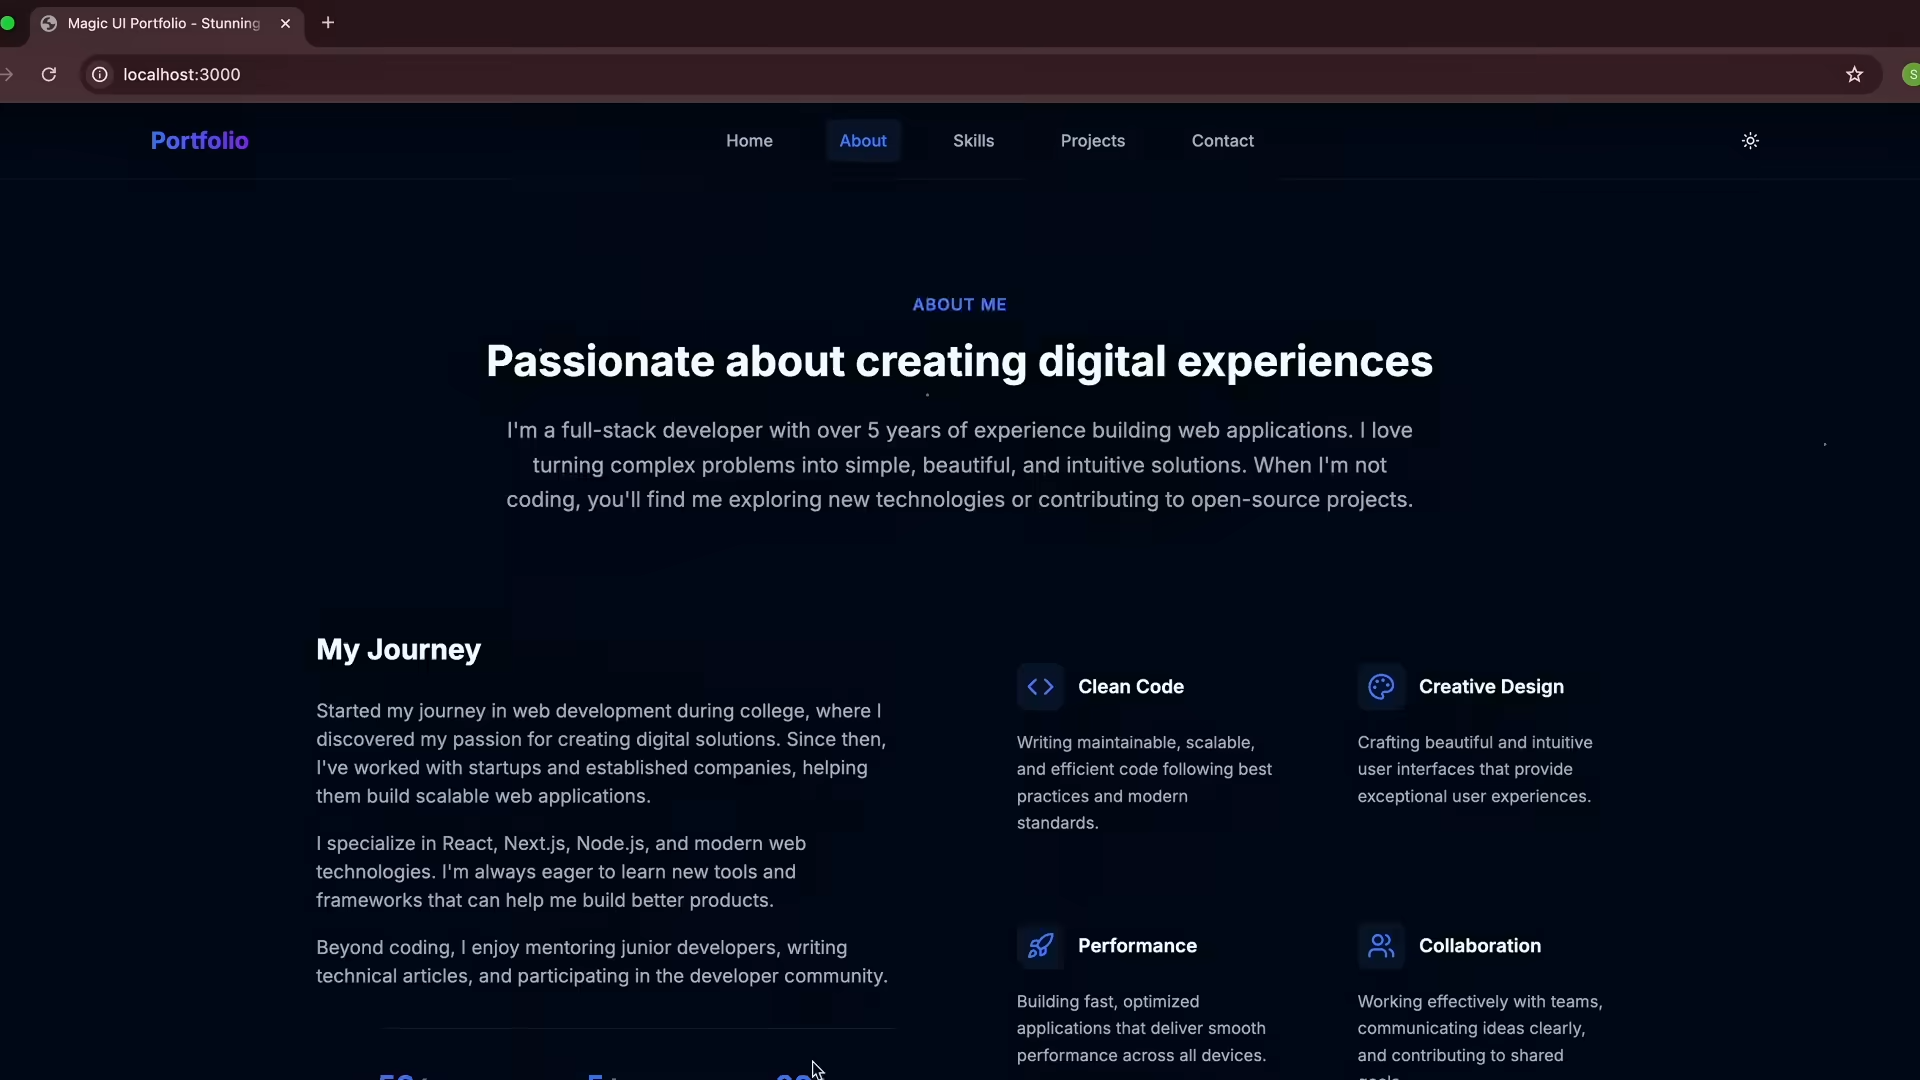 Magic UI Portfolio - Stunning
localhost:3000
S
Portfolio
Home
About
Skills
Projects
Contact
ABOUT ME
Passionate about creating digital experiences
I'm a full-stack developer with over 5 years of experience building web applications. I love
turning complex problems into simple, beautiful, and intuitive solutions. When I'm not
coding, you'll find me exploring new technologies or contributing to open-source projects.
My Journey
Started my journey in web development during college, where I
discovered my passion for creating digital solutions. Since then,
I've worked with startups and established companies, helping
them build scalable web applications.
I specialize in React, Next.js, Node.js, and modern web
technologies. I'm always eager to learn new tools and
frameworks that can help me build better products.
Beyond coding, I enjoy mentoring junior developers, writing
technical articles, and participating in the developer community.
Clean Code
Writing maintainable, scalable,
and efficient code following best
practices and modern
standards.
Creative Design
Crafting beautiful and intuitive
user interfaces that provide
exceptional user experiences.
Performance
Building fast, optimized
applications that deliver smooth
performance across all devices.
Collaboration
Working effectively with teams,
communicating ideas clearly,
and contributing to shared